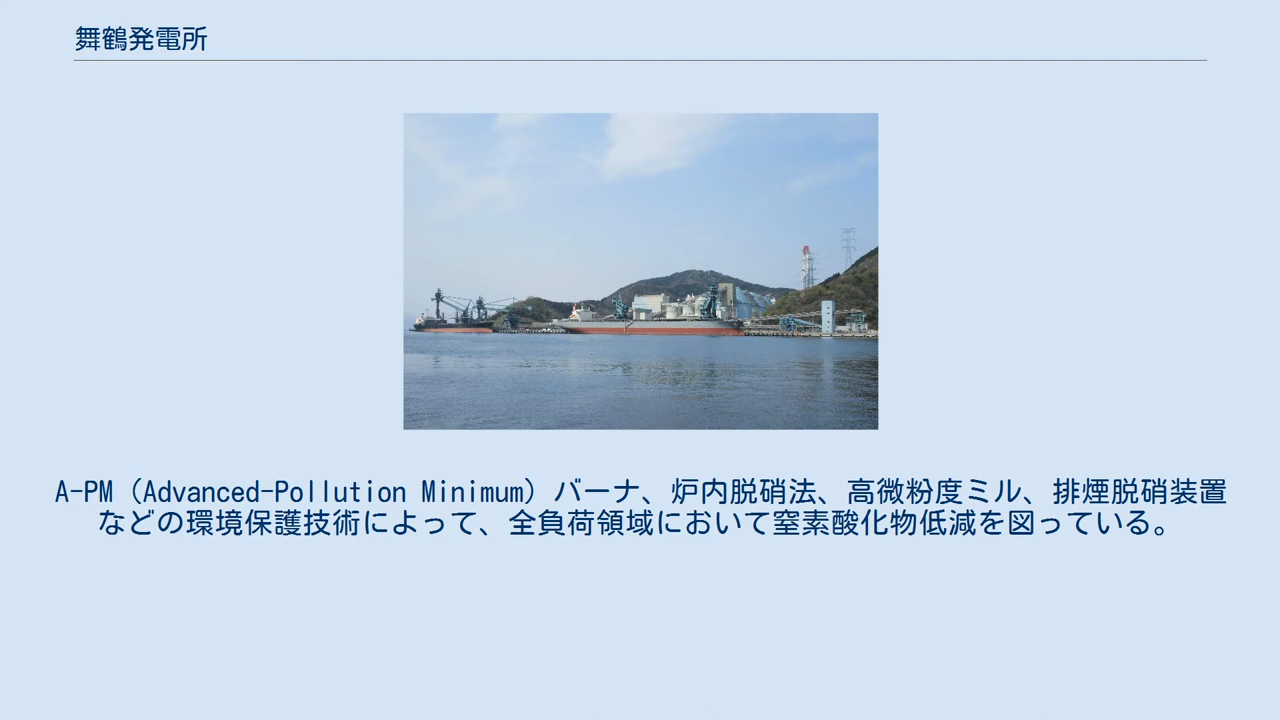 舞鶴発電所
A-PM（Advanced-Pollution Minimum）バーナ、炉内脱硝法、高微粉度ミル、排煙脱硝装置
などの環境保護技術によって、全負荷領域において窒素酸化物低減を図っている。